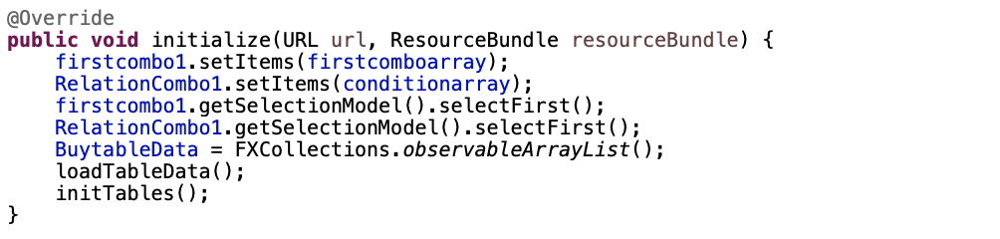 @Override
public void initialize(URL url, ResourceBundle resourceBundle) {
    firstcombo1.setItems(firstcomboarray);
    RelationCombo1.setItems(conditionarray);
    firstcombo1.getSelectionModel().selectFirst();
    RelationCombo1.getSelectionModel().selectFirst();
    BuytableData = FXCollections.observableArrayList();
    loadTableData();
    initTables();
}